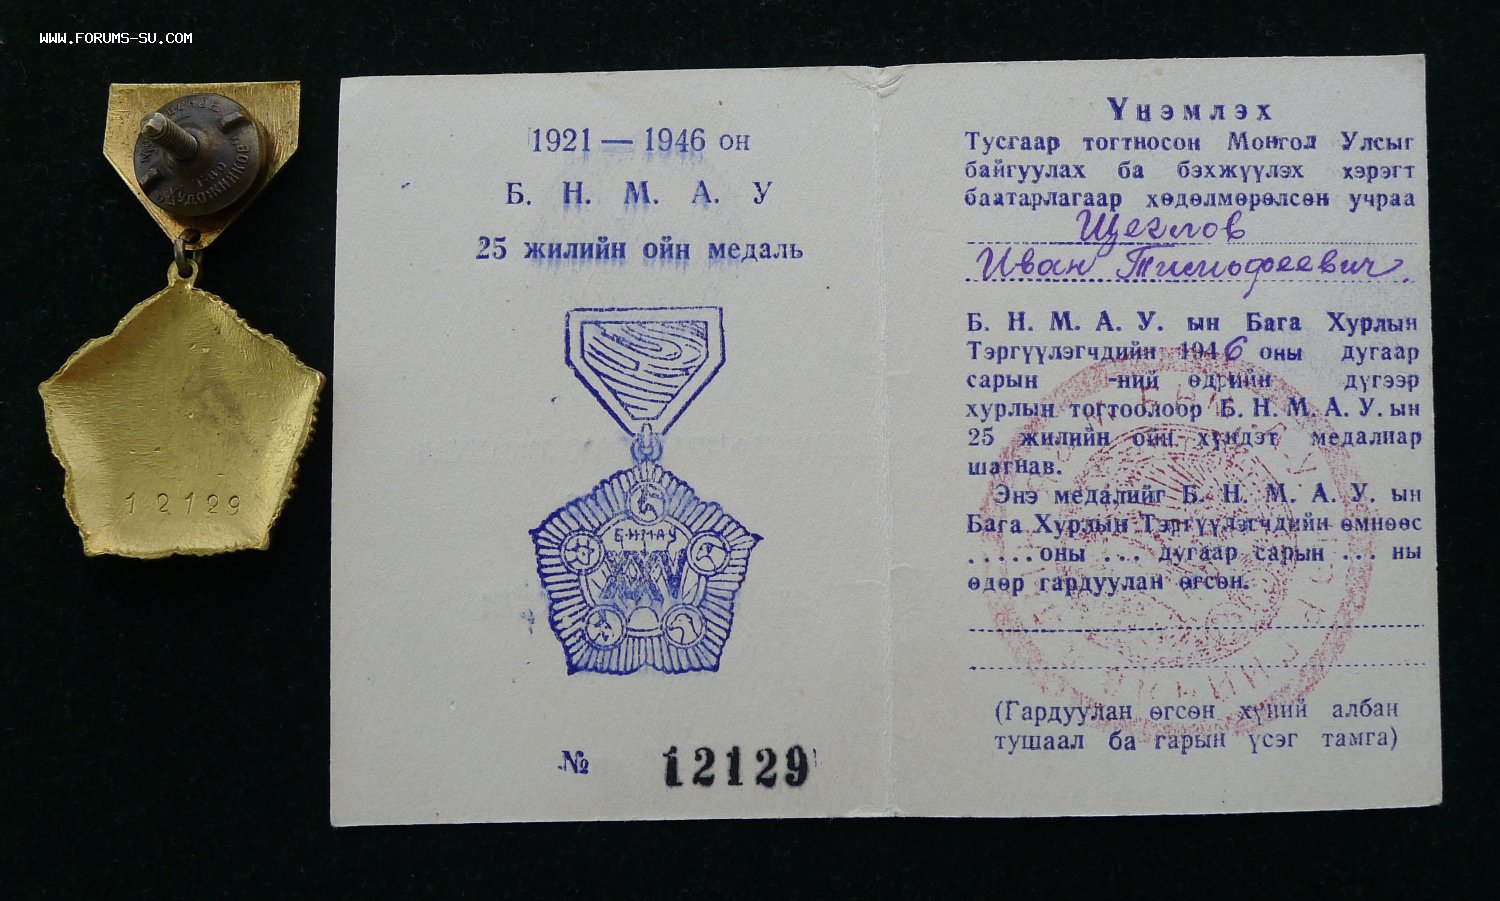 WWW.FORUMS-SU.COM
ХУДОЖНИКОВ
12129
1921 — 1946 он
Б. Н. М. А. У
25 жилийн ойн медаль
Б.Н.М.А.У
XXV
№ 12129
Үнэмлэх
Тусгаар тогтносон Монгол Улсыг
байгуулах ба бэхжүүлэх хэрэгт
баатарлагаар хөдөлмөрөлсөн учраа
Щеглов
Иван Тимофеевич
Б. Н. М. А. У. ын Бага Хурлын
Тэргүүлэгчдийн 1946 оны дугаар
сарын -ний өдрийн дүгээр
хурлын тогтоолоор Б. Н. М. А. У. ын
25 жилийн ойн хүндэт медалиар
шагнав.
Энэ медалийг Б. Н. М. А. У. ын
Бага Хурлын Тэргүүлэгчдийн өмнөөс
.....оны ... дугаар сарын ... ны
өдөр гардуулан өгсөн.
(Гардуулан өгсөн хүний албан
тушаал ба гарын үсэг тамга)